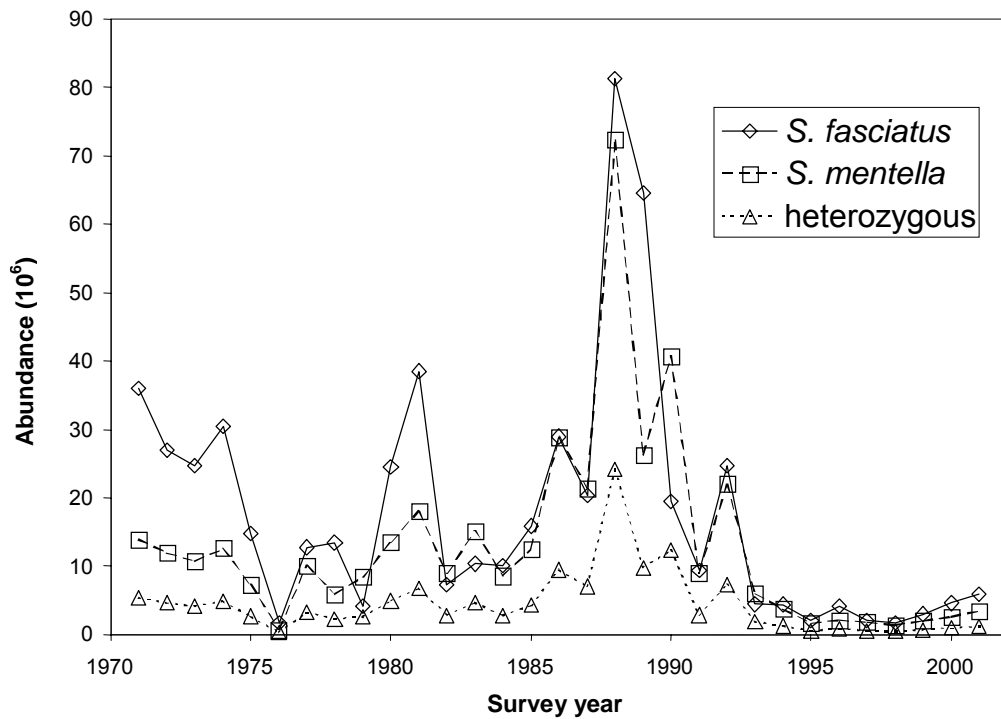 90
80
70
60
50
40
30
20
10
0
Abundance (10⁶)
S. fasciatus
S. mentella
heterozygous
1970 1975 1980 1985 1990 1995 2000
Survey year